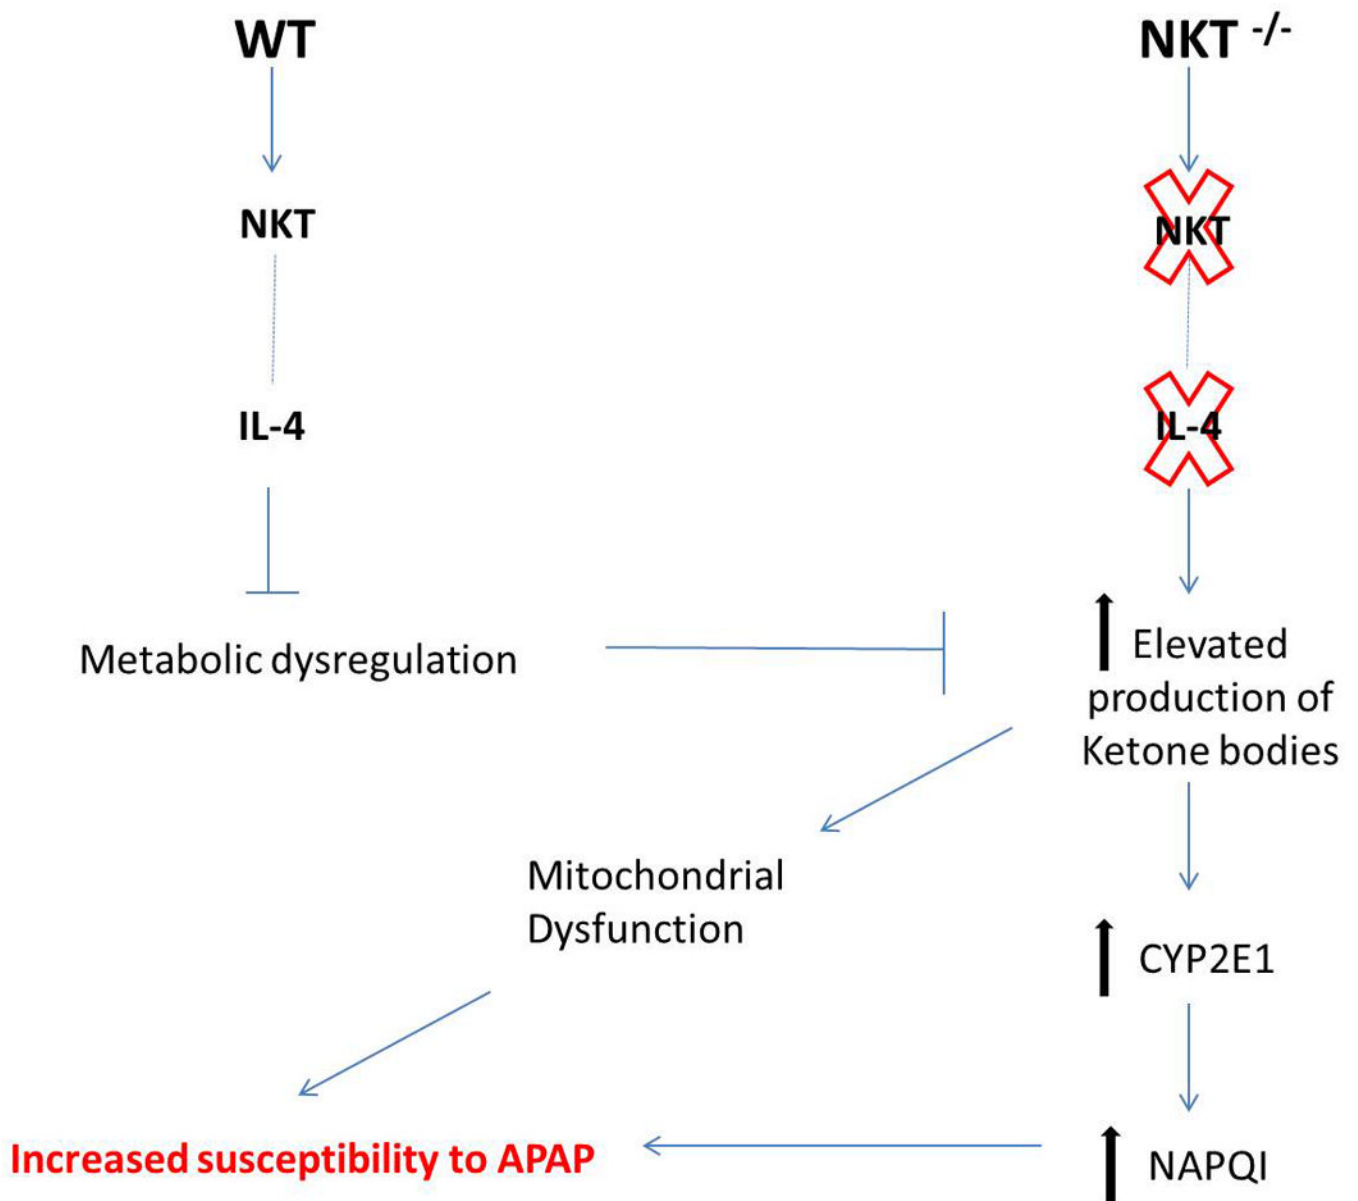 WT
NKT -/-
NKT
NKT
IL-4
IL-4
Metabolic dysregulation
Elevated
production of
Ketone bodies
Mitochondrial
Dysfunction
CYP2E1
Increased susceptibility to APAP
NAPQI